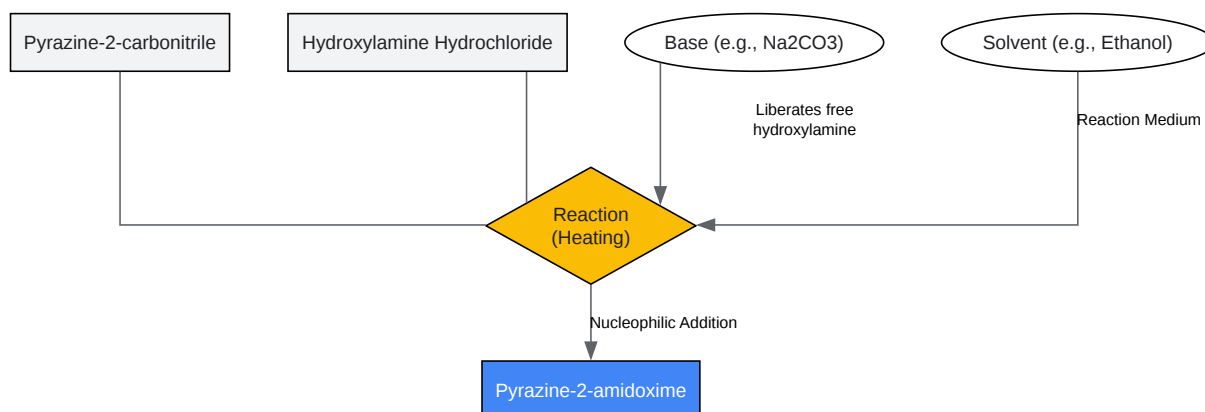 Pyrazine-2-carbonitrile
Hydroxylamine Hydrochloride
Base (e.g., Na2CO3)
Solvent (e.g., Ethanol)
Liberates free
hydroxylamine
Reaction Medium
Reaction
(Heating)
Nucleophilic Addition
Pyrazine-2-amidoxime